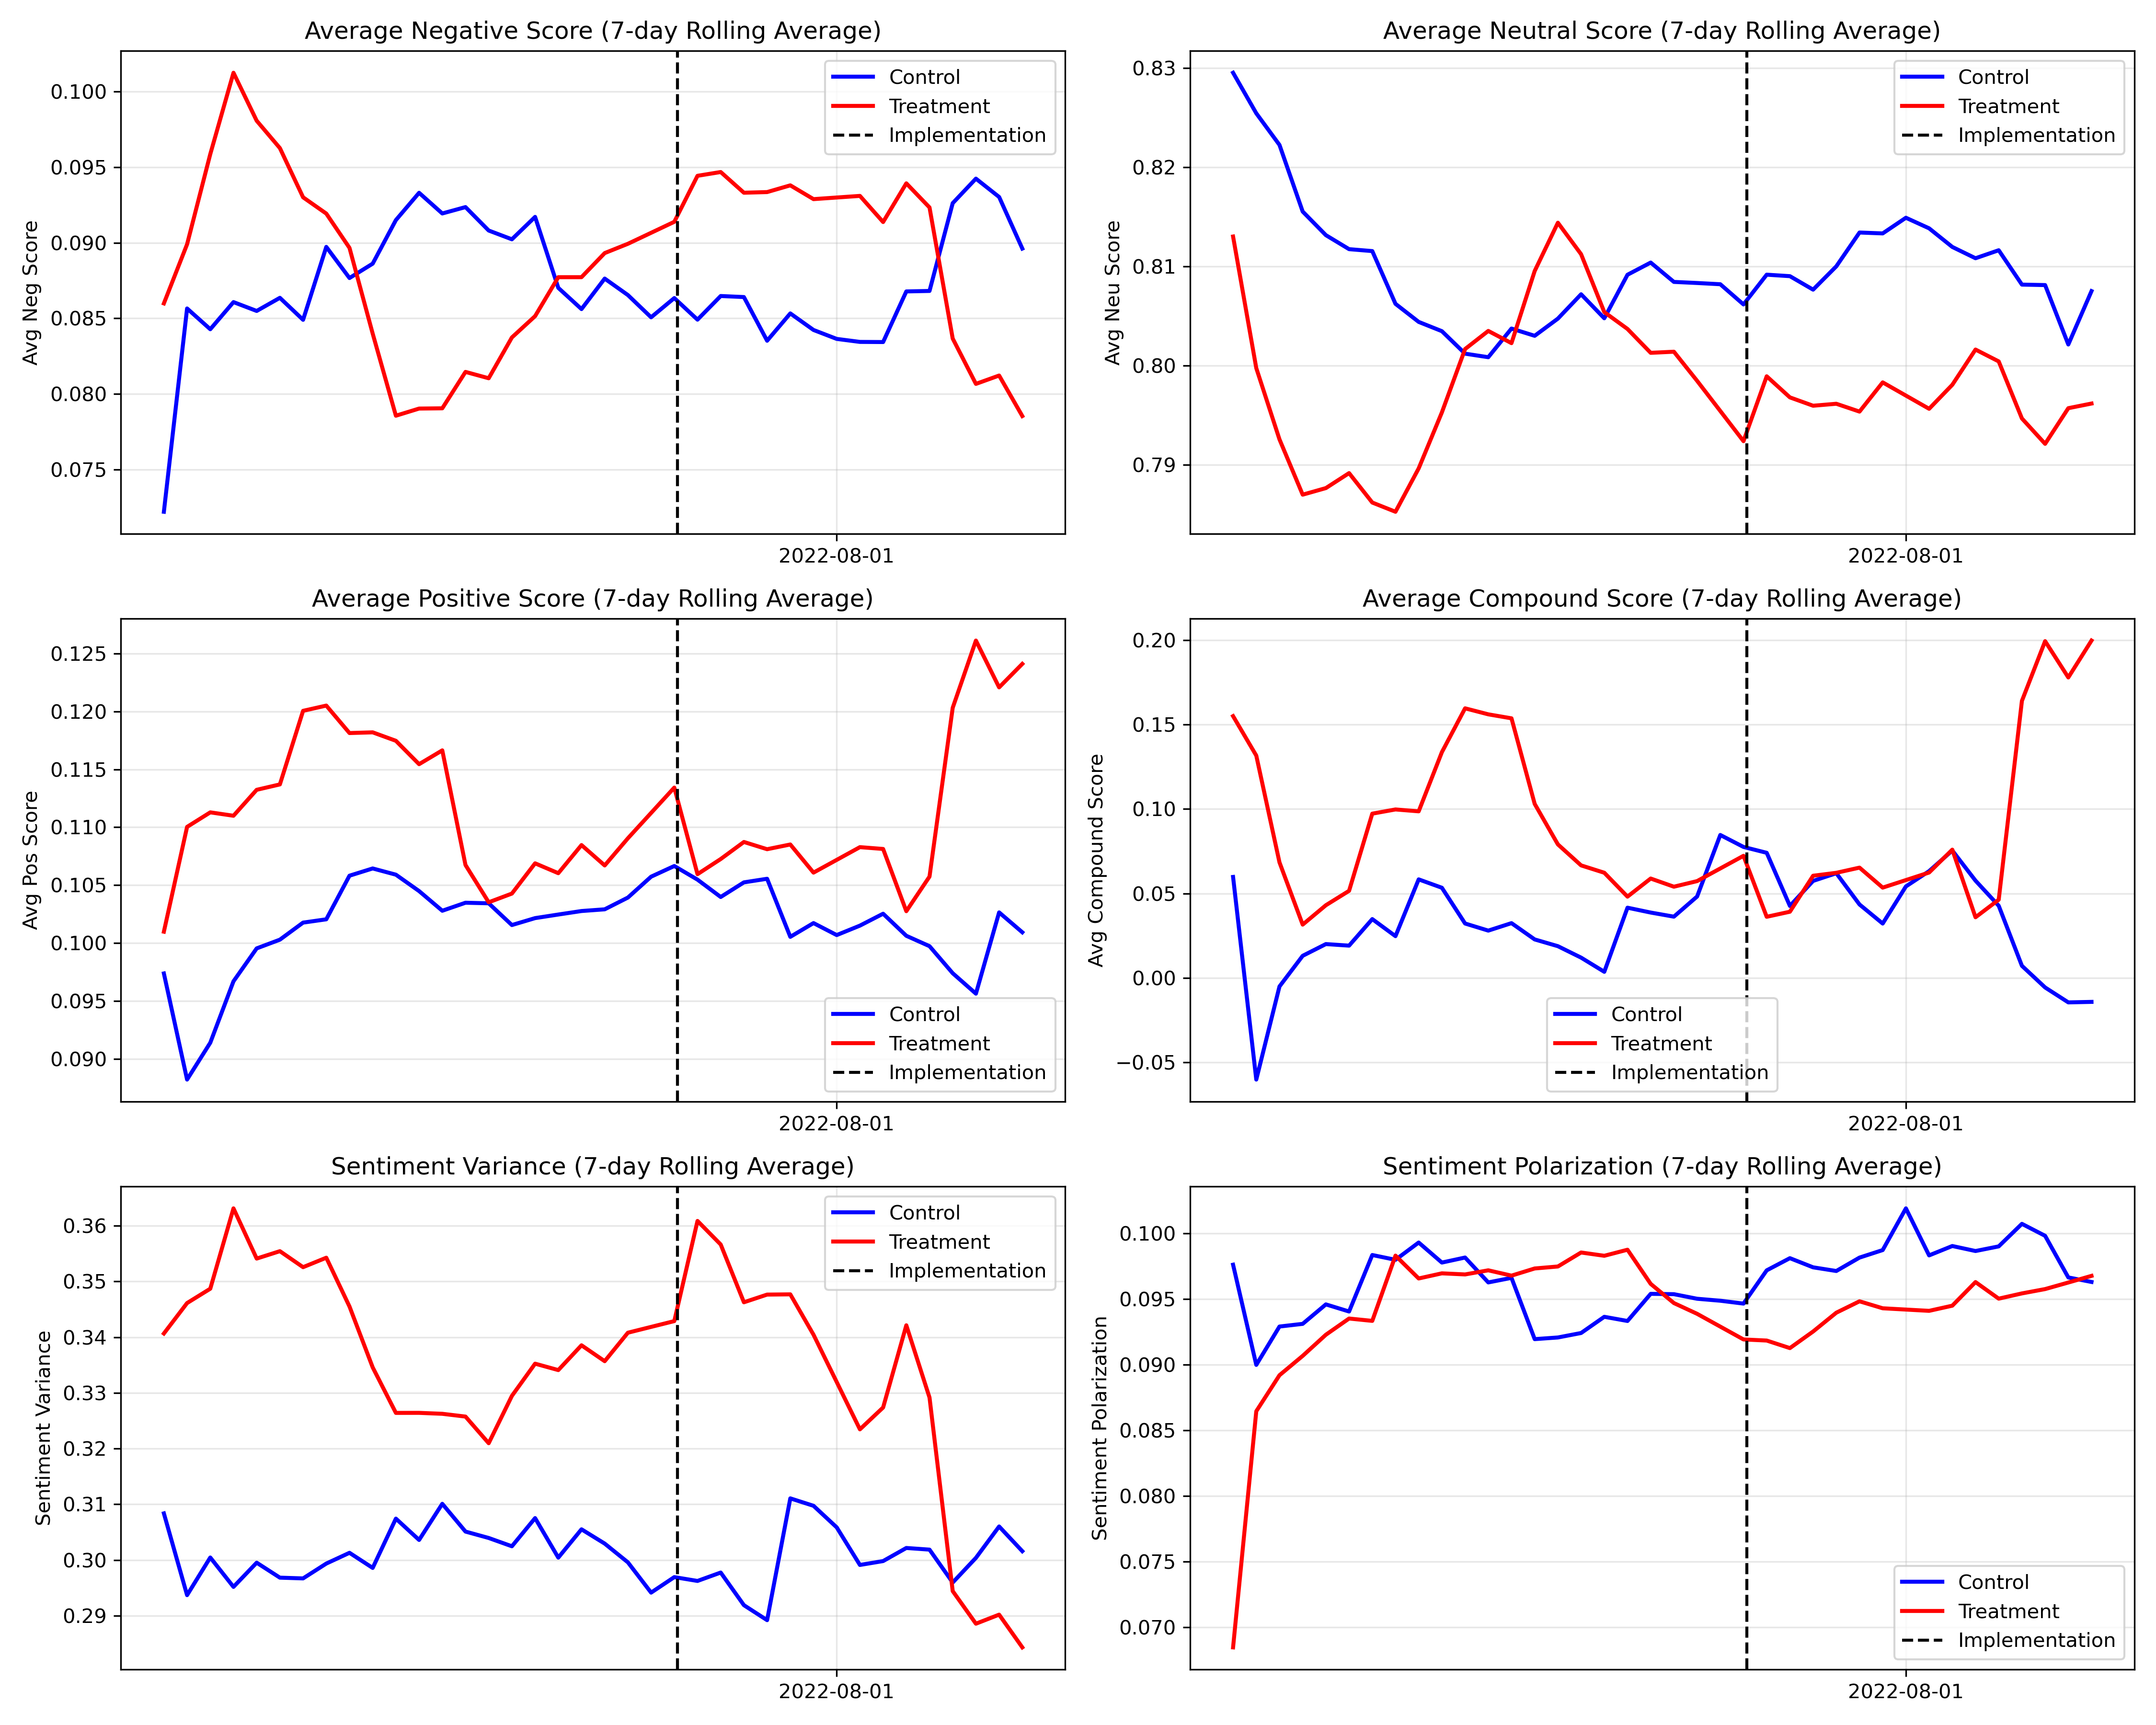 Average Negative Score (7-day Rolling Average)
Avg Neg Score
0.100
0.095
0.090
0.085
0.080
0.075
Control
Treatment
Implementation
2022-08-01
Average Neutral Score (7-day Rolling Average)
Avg Neu Score
0.83
0.82
0.81
0.80
0.79
Control
Treatment
Implementation
2022-08-01
Average Positive Score (7-day Rolling Average)
Avg Pos Score
0.125
0.120
0.115
0.110
0.105
0.100
0.095
0.090
Control
Treatment
Implementation
2022-08-01
Average Compound Score (7-day Rolling Average)
Avg Compound Score
0.20
0.15
0.10
0.05
0.00
−0.05
Control
Treatment
Implementation
2022-08-01
Sentiment Variance (7-day Rolling Average)
Sentiment Variance
0.36
0.35
0.34
0.33
0.32
0.31
0.30
0.29
Control
Treatment
Implementation
2022-08-01
Sentiment Polarization (7-day Rolling Average)
Sentiment Polarization
0.100
0.095
0.090
0.085
0.080
0.075
0.070
Control
Treatment
Implementation
2022-08-01